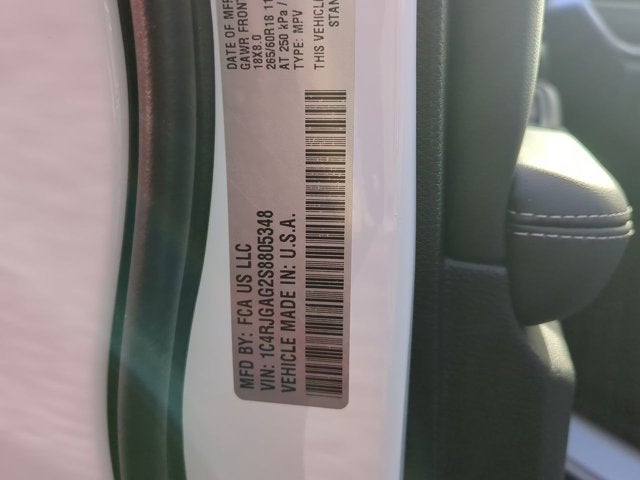 DATE OF MFR
GAWR FRONT
18X8.0
265/60R18 11
AT 250 kPa /
TYPE: MPV
THIS VEHICLE
STAN
MFD BY: FCA US LLC
VIN: 1C4RJGAG2S8805348
VEHICLE MADE IN: U.S.A.